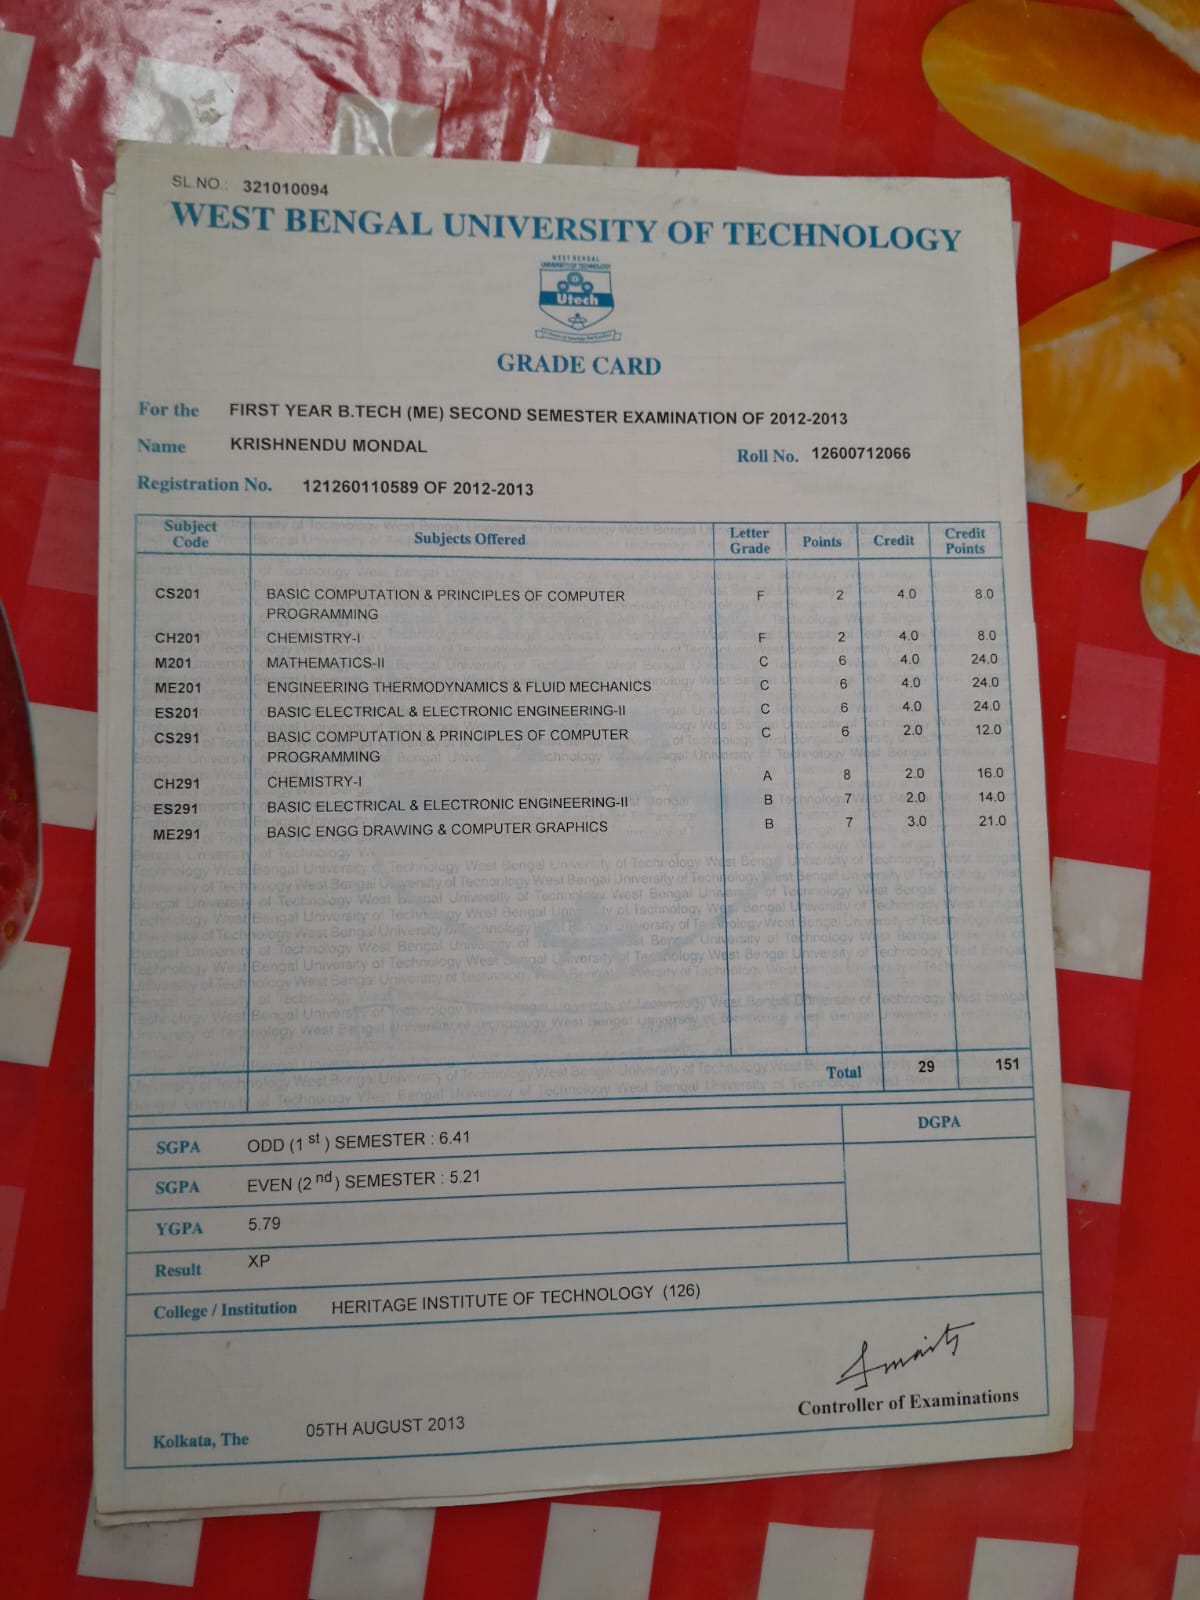 SL.NO.: 321010094
WEST BENGAL UNIVERSITY OF TECHNOLOGY
WEST BENGAL
UNIVERSITY OF TECHNOLOGY
Utech
GRADE CARD
For the FIRST YEAR B.TECH (ME) SECOND SEMESTER EXAMINATION OF 2012-2013
Name KRISHNENDU MONDAL
Roll No. 12600712066
Registration No. 121260110589 OF 2012-2013
Subject Code Subjects Offered Letter Grade Points Credit Credit Points
CS201 BASIC COMPUTATION & PRINCIPLES OF COMPUTER F 2 4.0 8.0
PROGRAMMING
CH201 CHEMISTRY-I F 2 4.0 8.0
M201 MATHEMATICS-II C 6 4.0 24.0
ME201 ENGINEERING THERMODYNAMICS & FLUID MECHANICS C 6 4.0 24.0
ES201 BASIC ELECTRICAL & ELECTRONIC ENGINEERING-II C 6 4.0 24.0
CS291 BASIC COMPUTATION & PRINCIPLES OF COMPUTER C 6 2.0 12.0
PROGRAMMING
CH291 CHEMISTRY-I A 8 2.0 16.0
ES291 BASIC ELECTRICAL & ELECTRONIC ENGINEERING-II B 7 2.0 14.0
ME291 BASIC ENGG DRAWING & COMPUTER GRAPHICS B 7 3.0 21.0
Total 29 151
SGPA ODD (1st) SEMESTER : 6.41
DGPA
SGPA EVEN (2nd) SEMESTER : 5.21
YGPA 5.79
Result XP
College / Institution HERITAGE INSTITUTE OF TECHNOLOGY (126)
Controller of Examinations
Kolkata, The 05TH AUGUST 2013